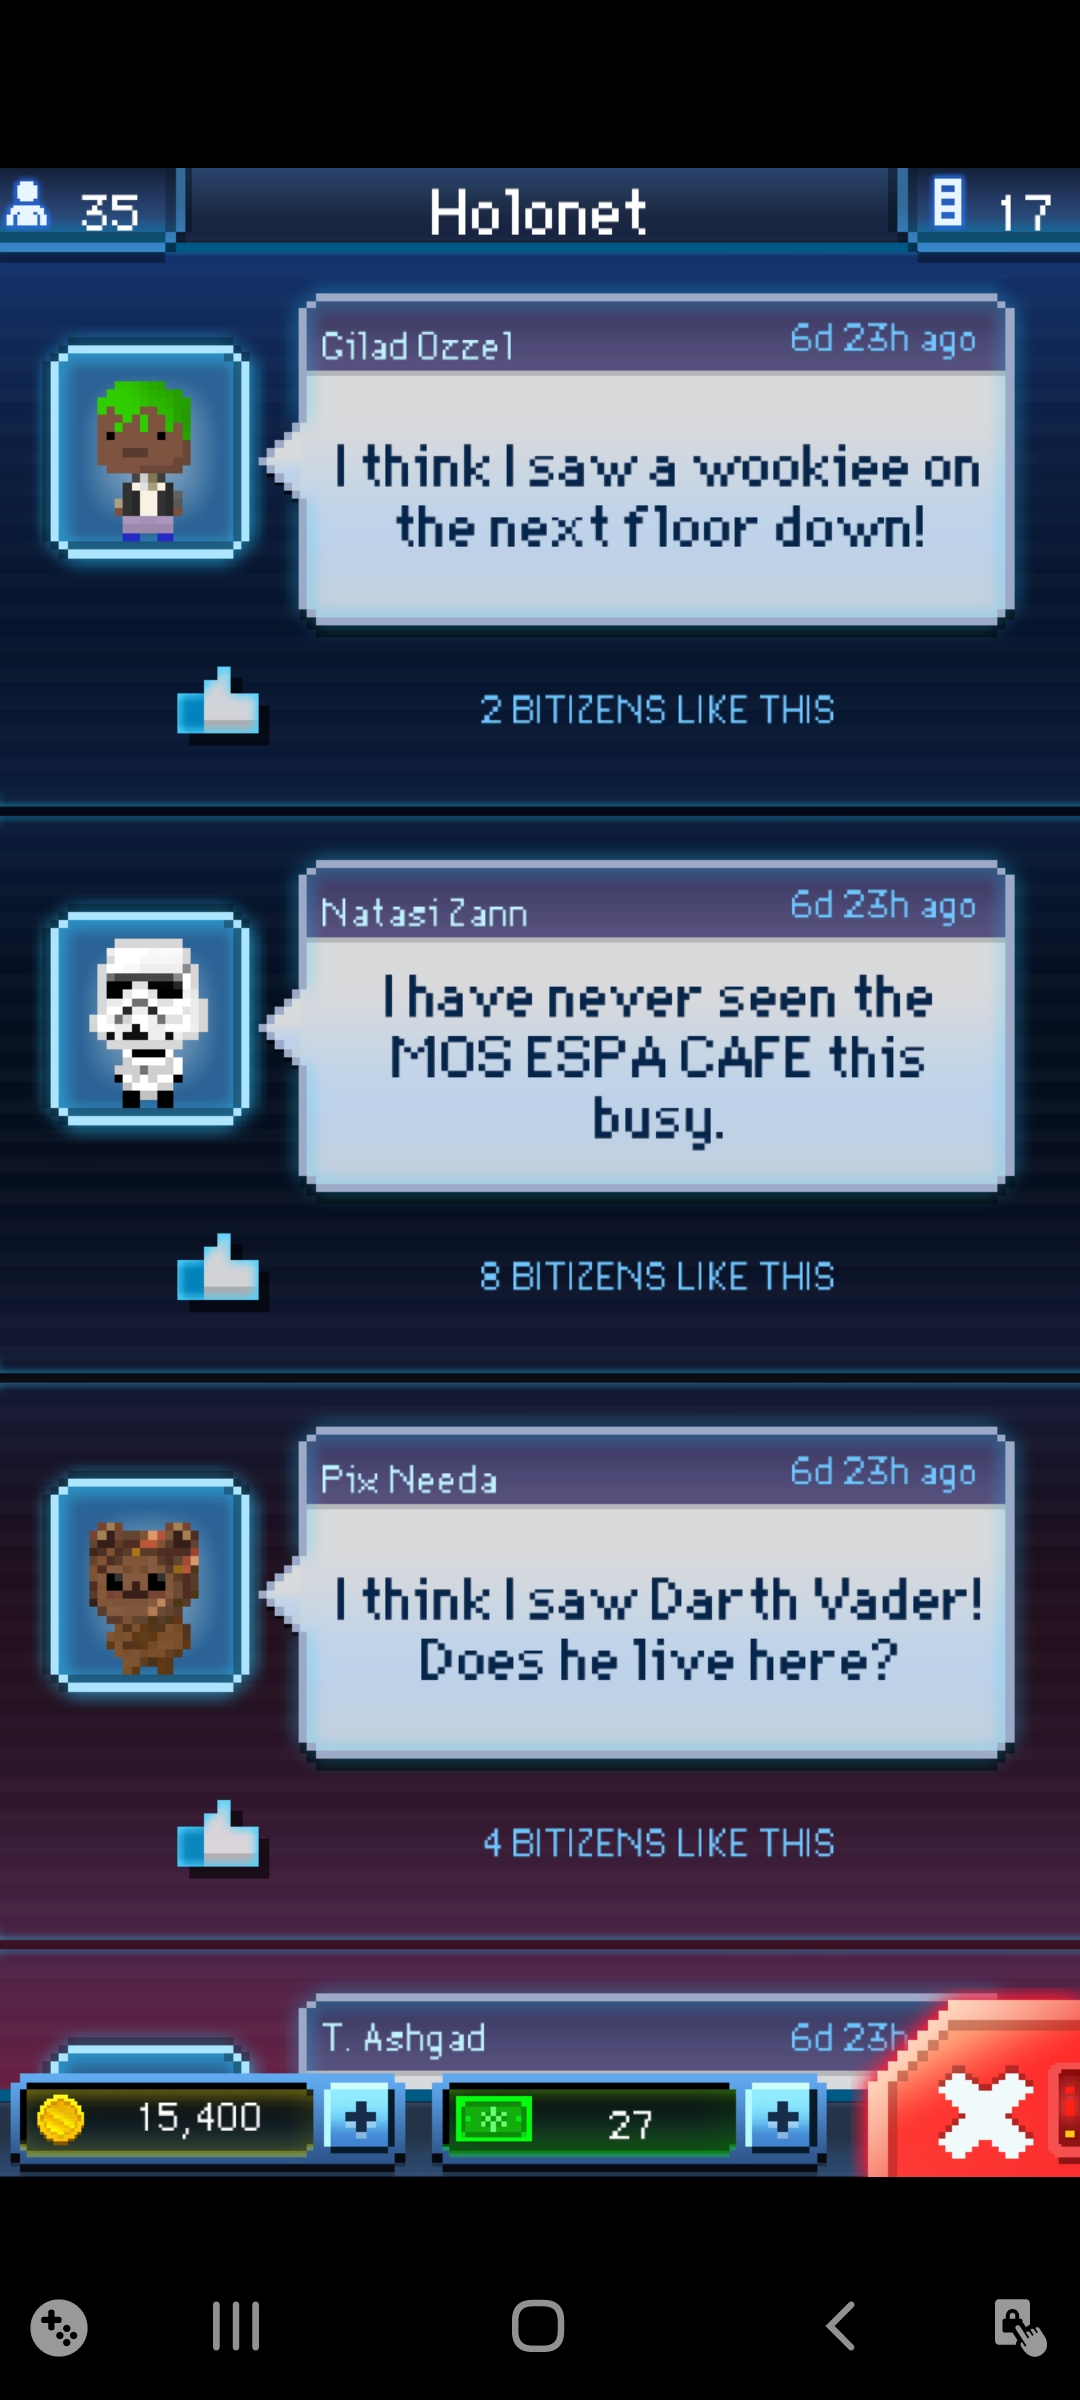 35
Holonet
17
Gilad Ozzel
6d 23h ago
I think I saw a wookiee on
the next floor down!
2 BITIZENS LIKE THIS
Natasi Zann
6d 23h ago
I have never seen the
MOS ESPA CAFE this
busy.
8 BITIZENS LIKE THIS
Pix Needa
6d 23h ago
I think I saw Darth Vader!
Does he live here?
4 BITIZENS LIKE THIS
T. Ashgad
6d 23h
15,400
27